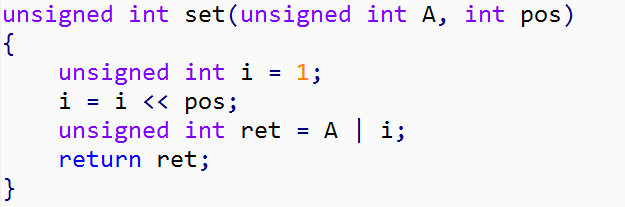 unsigned int set(unsigned int A, int pos)
{
    unsigned int i = 1;
    i = i << pos;
    unsigned int ret = A | i;
    return ret;
}